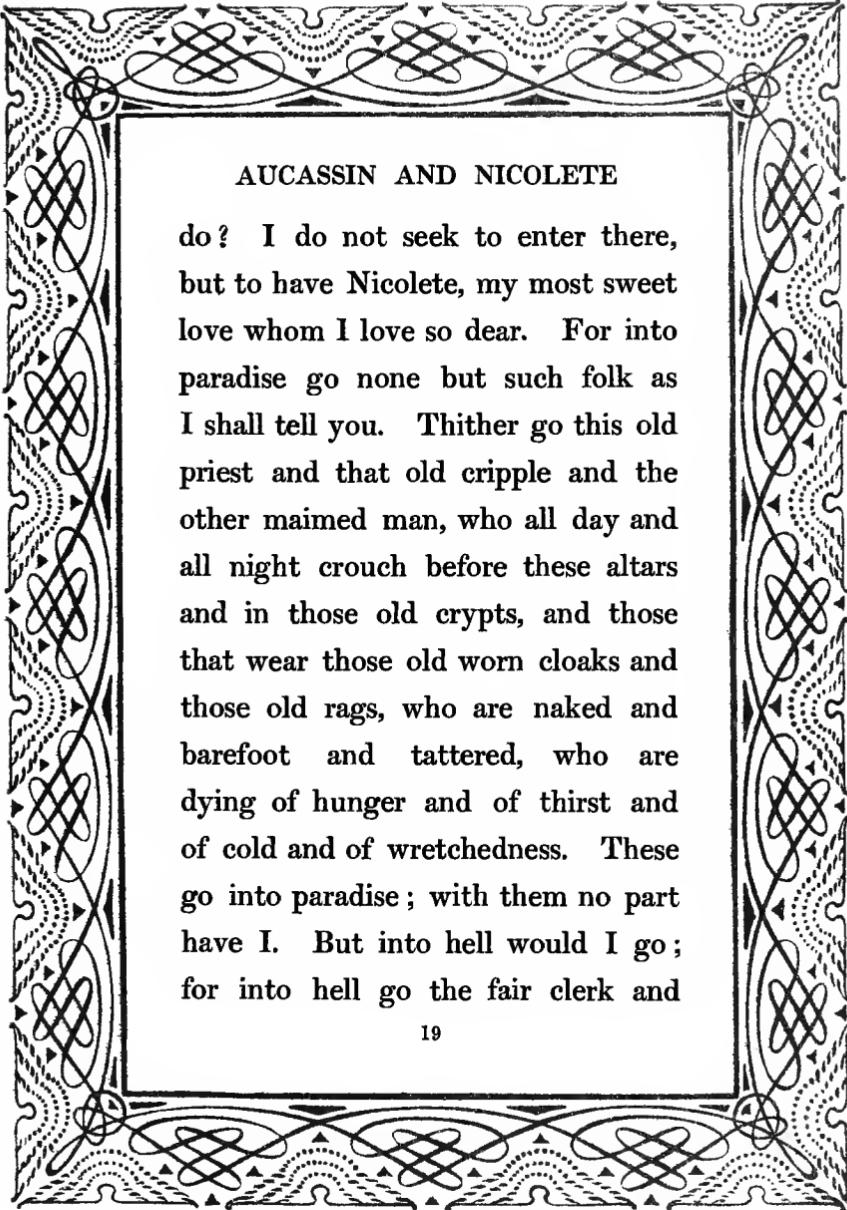 AUCASSIN AND NICOLETE
do? I do not seek to enter there,
but to have Nicolete, my most sweet
love whom I love so dear. For into
paradise go none but such folk as
I shall tell you. Thither go this old
priest and that old cripple and the
other maimed man, who all day and
all night crouch before these altars
and in those old crypts, and those
that wear those old worn cloaks and
those old rags, who are naked and
barefoot and tattered, who are
dying of hunger and of thirst and
of cold and of wretchedness. These
go into paradise; with them no part
have I. But into hell would I go;
for into hell go the fair clerk and
19